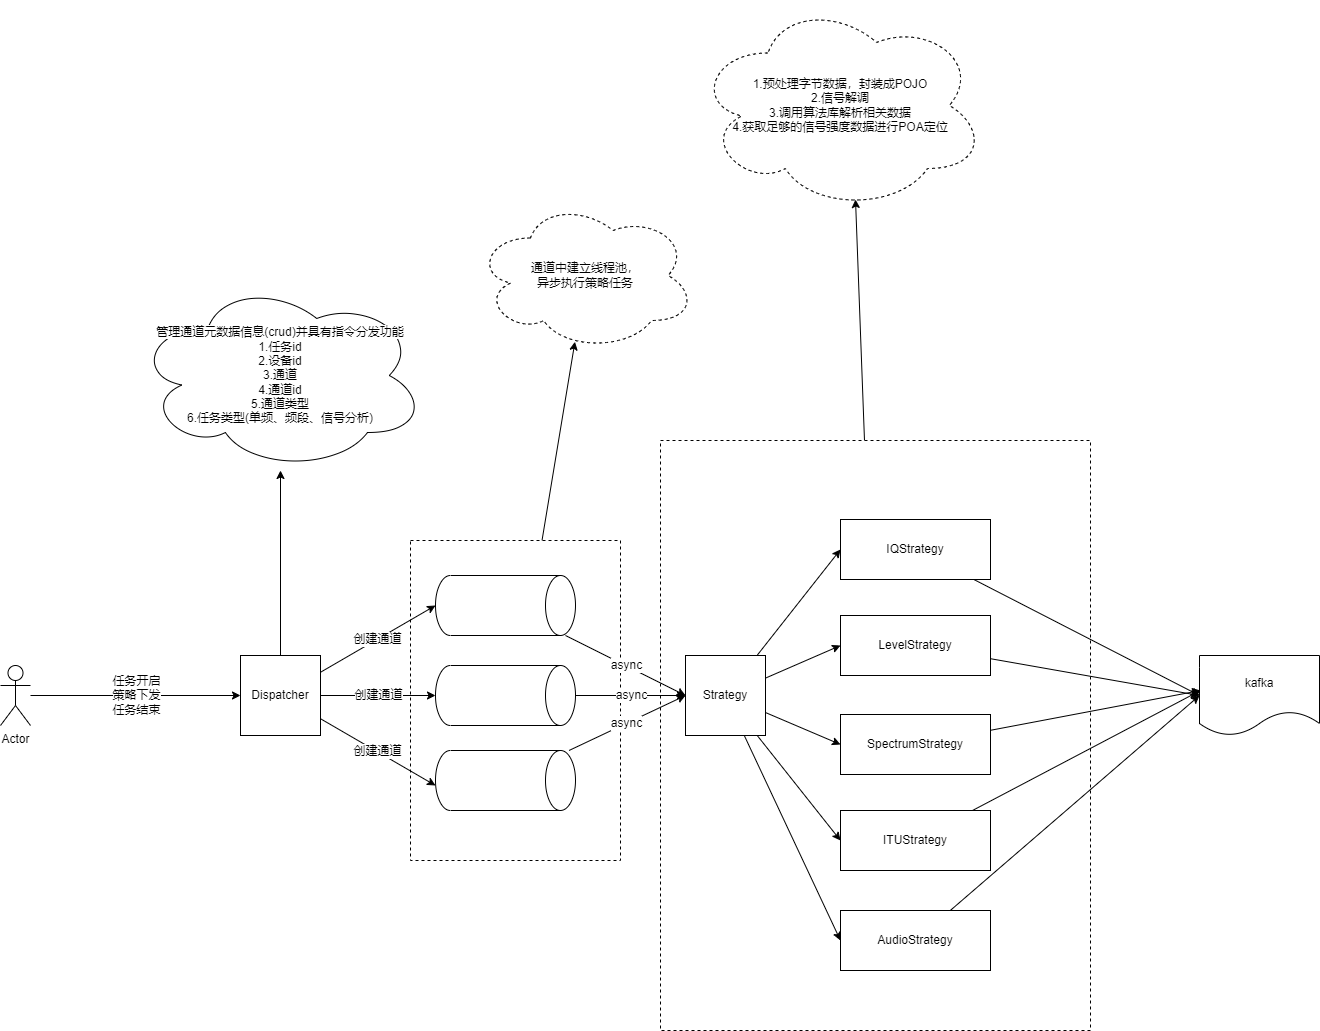 1.预处理字节数据，封装成POJO
2.信号解调
3.调用算法库解析相关数据
4.获取足够的信号强度数据进行POA定位
通道中建立线程池，
异步执行策略任务
管理通道元数据信息(crud)并具有指令分发功能
1.任务id
2.设备id
3.通道
4.通道id
5.通道类型
6.任务类型(单频、频段、信号分析)
Actor
任务开启
策略下发
任务结束
Dispatcher
创建通道
创建通道
创建通道
async
async
async
Strategy
IQStrategy
LevelStrategy
SpectrumStrategy
ITUStrategy
AudioStrategy
kafka